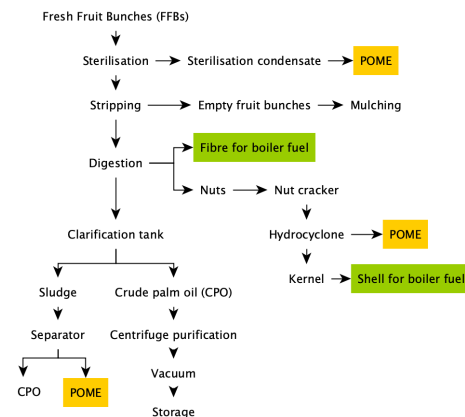 Fresh Fruit Bunches (FFBs)
Sterilisation
Sterilisation condensate
POME
Stripping
Empty fruit bunches
Mulching
Fibre for boiler fuel
Digestion
Nuts
Nut cracker
Clarification tank
Hydrocyclone
POME
Kernel
Shell for boiler fuel
Sludge
Crude palm oil (CPO)
Separator
Centrifuge purification
Vacuum
CPO
POME
Storage